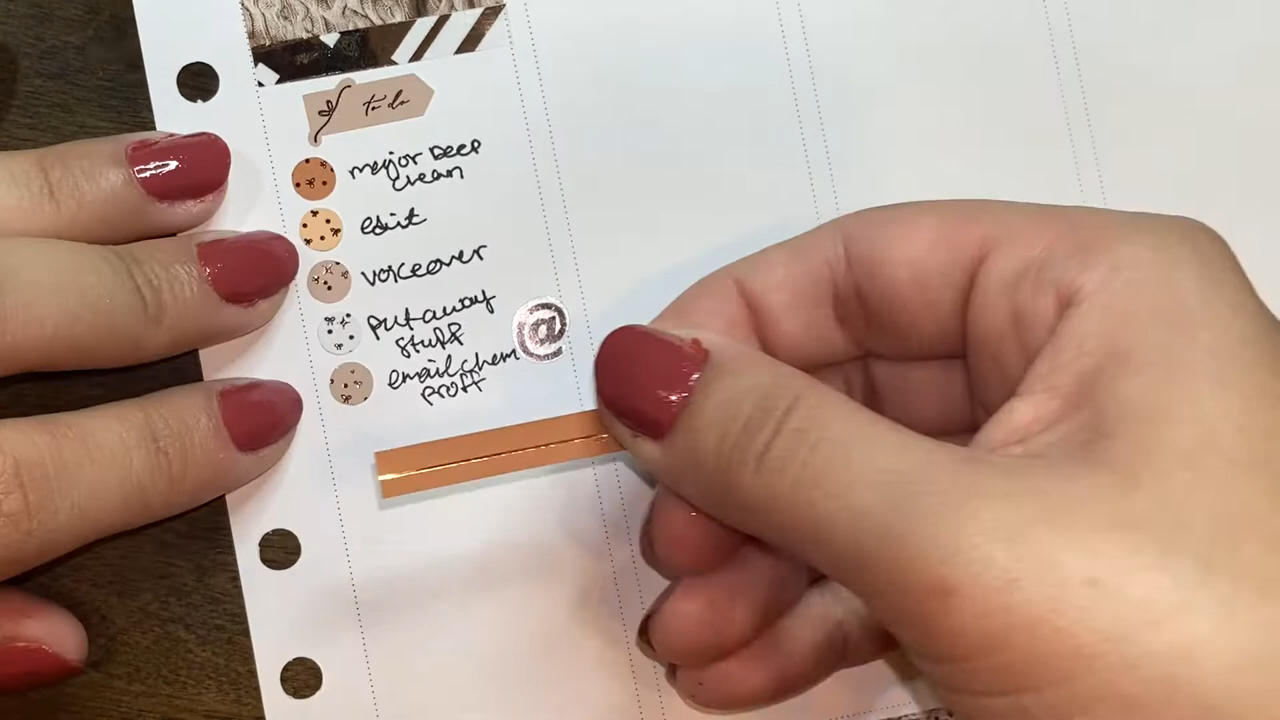 to do
major Deep
clean
edit
voiceover
put away
stuff
@
email chem
proff